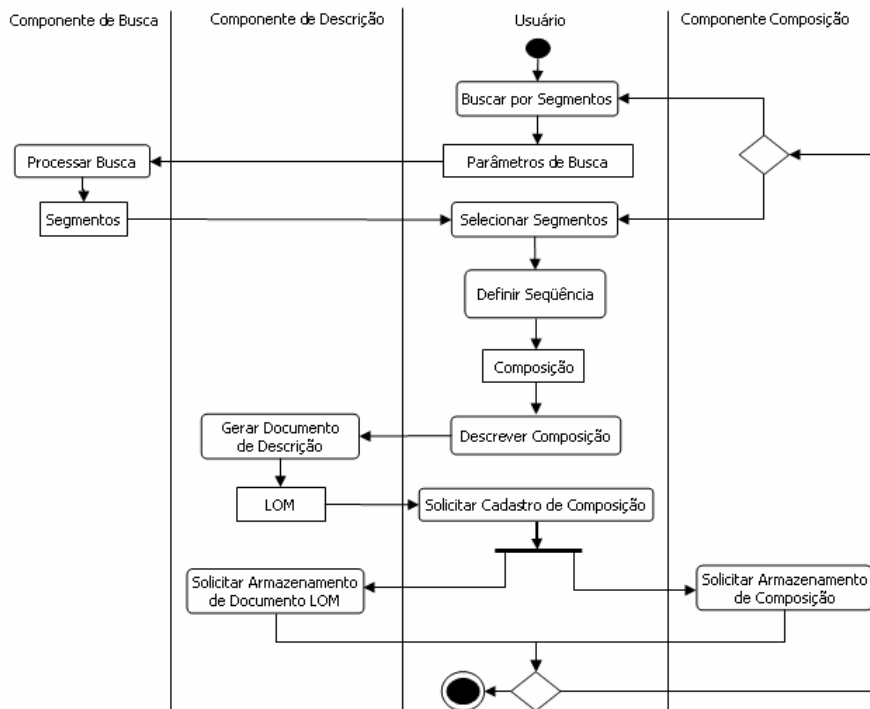 Componente de Busca
Componente de Descrição
Usuário
Componente Composição
Buscar por Segmentos
Processar Busca
Parâmetros de Busca
Segmentos
Selecionar Segmentos
Definir Seqüência
Composição
Gerar Documento
de Descrição
Descrever Composição
LOM
Solicitar Cadastro de Composição
Solicitar Armazenamento
de Documento LOM
Solicitar Armazenamento
de Composição